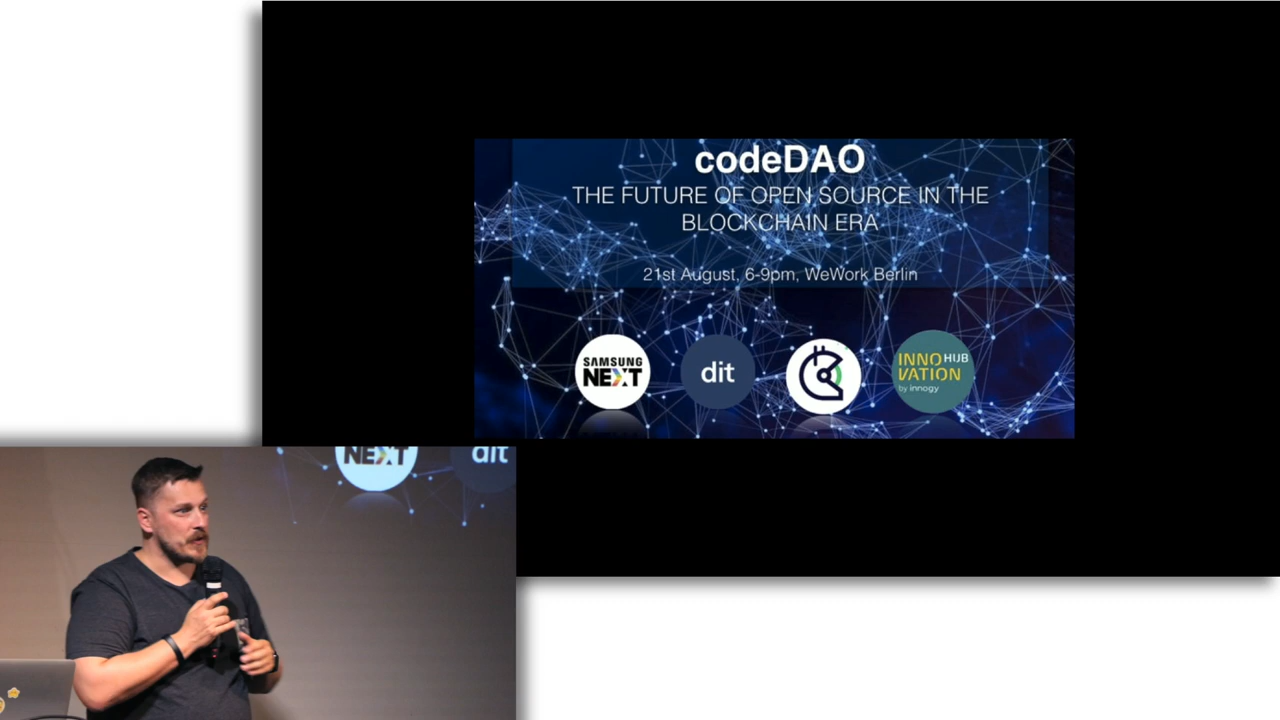 codeDAO
THE FUTURE OF OPEN SOURCE IN THE
BLOCKCHAIN ERA
21st August, 6-9pm, WeWork Berlin
SAMSUNG
NEXT
dit
INNO HUB
VATION
by innogy
NEXT
dit